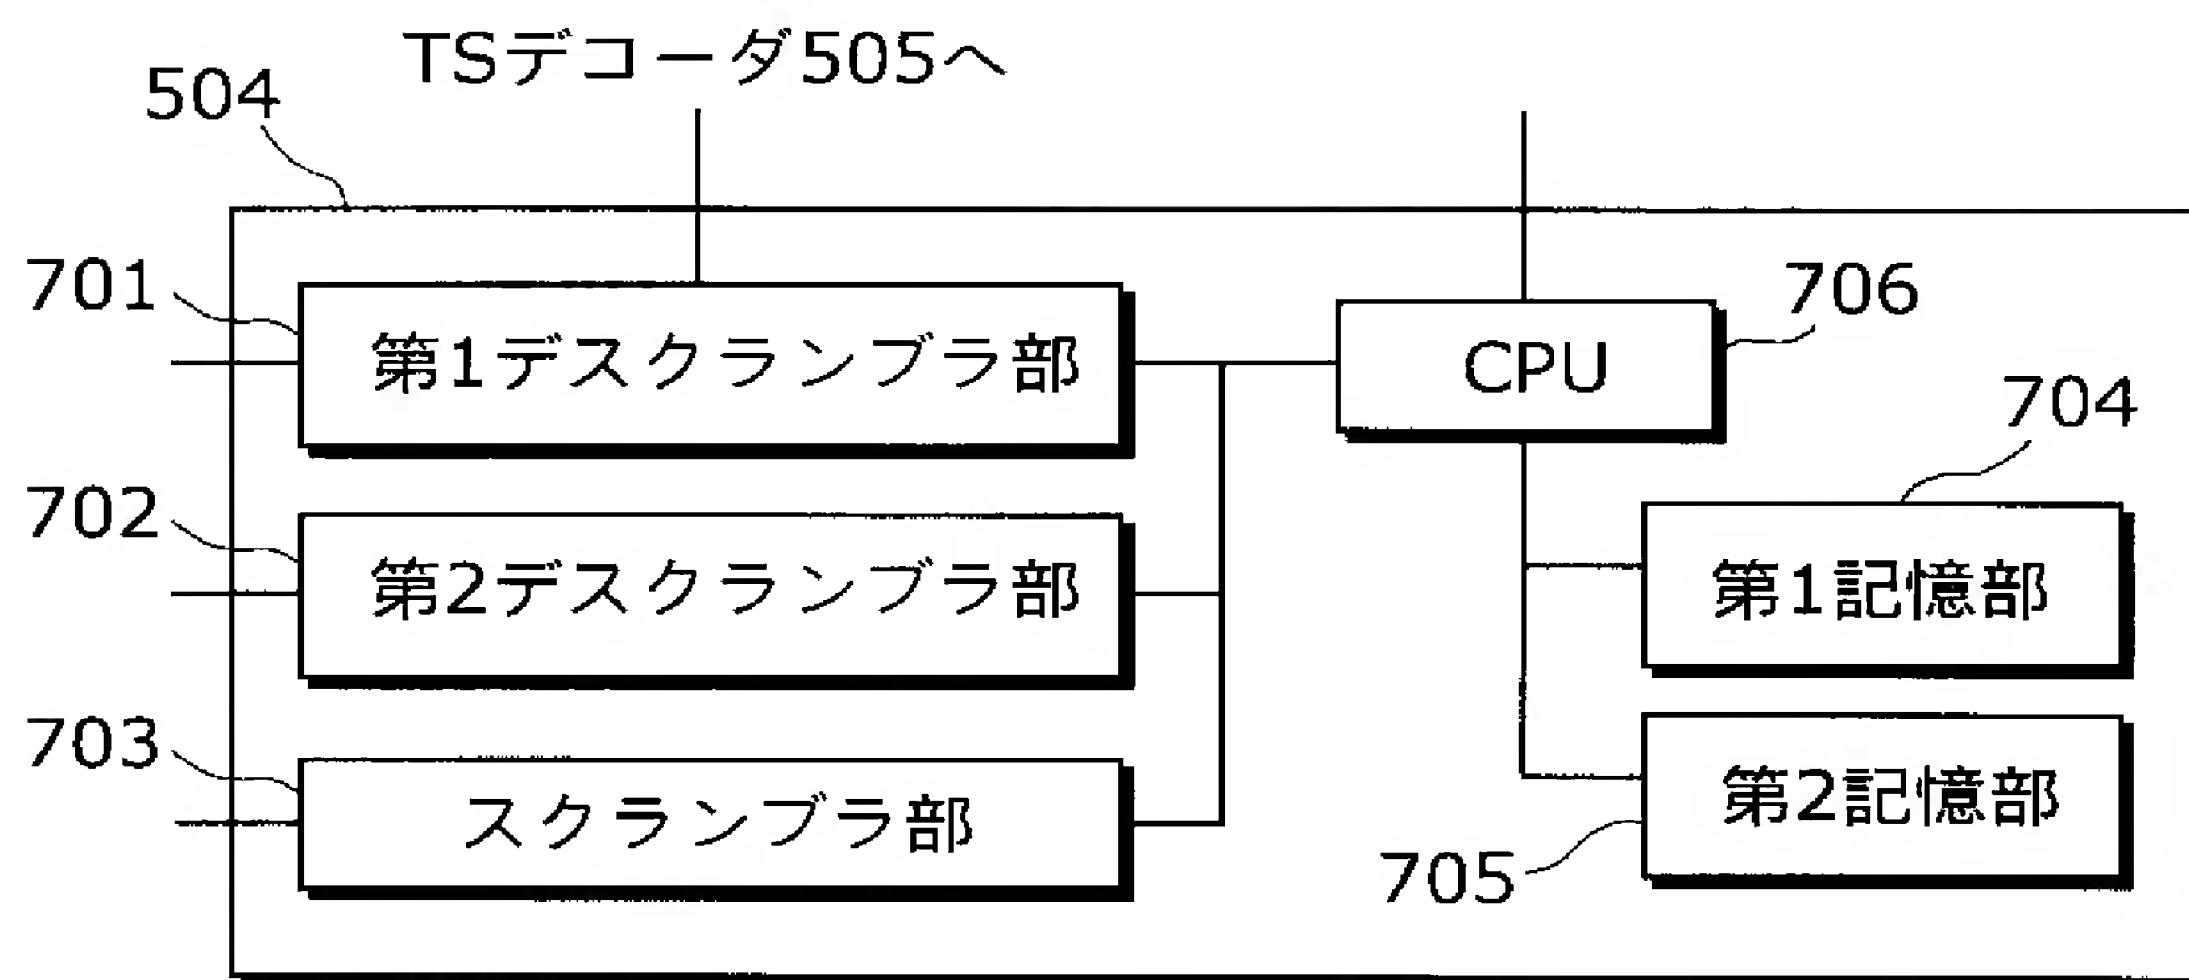 TSデコーダ505へ
504
701
第1デスクランブラ部
CPU
706
704
702
第2デスクランブラ部
第1記憶部
703
スクランブラ部
第2記憶部
705